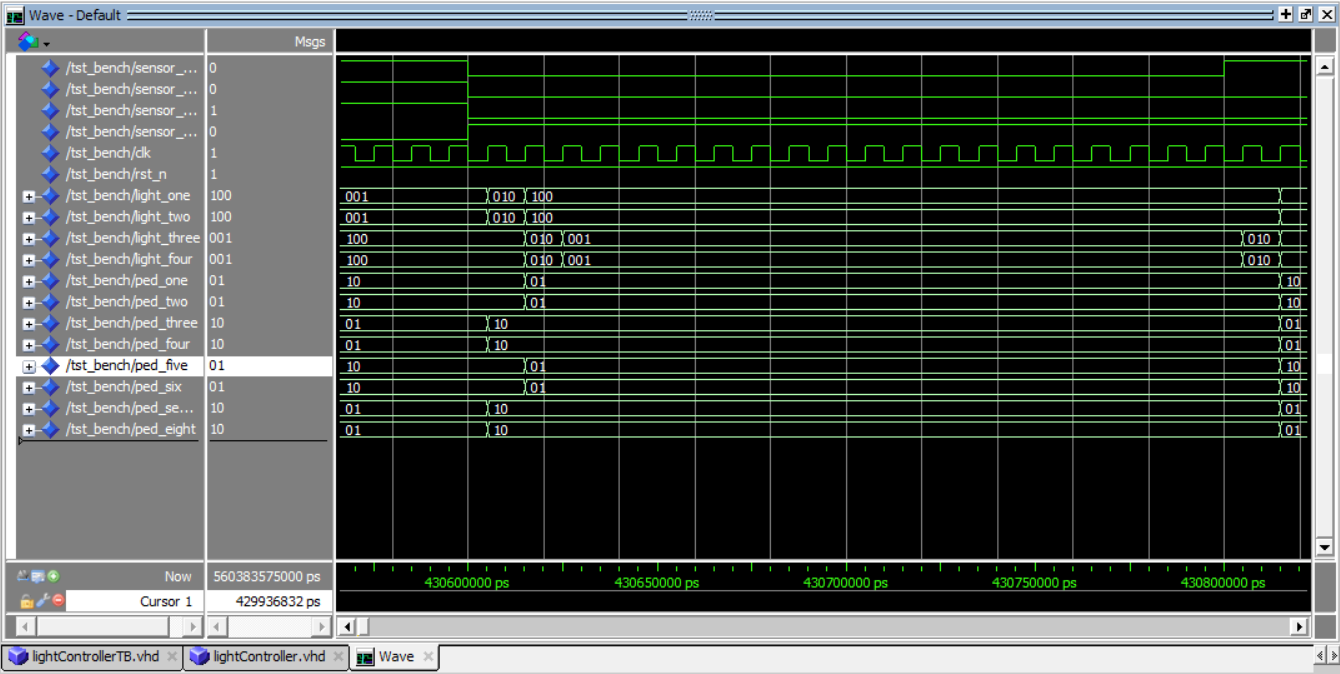 Wave - Default
Msgs
/tst_bench/sensor_... 0
/tst_bench/sensor_... 0
/tst_bench/sensor_... 1
/tst_bench/sensor_... 0
/tst_bench/clk 1
/tst_bench/rst_n 1
/tst_bench/light_one 100 001 010 100
/tst_bench/light_two 100 001 010 100
/tst_bench/light_three 001 100 010 001 010
/tst_bench/light_four 001 100 010 001 010
/tst_bench/ped_one 01 10 01 10
/tst_bench/ped_two 01 10 01 10
/tst_bench/ped_three 10 01 10 01
/tst_bench/ped_four 10 01 10 01
/tst_bench/ped_five 01 10 01 10
/tst_bench/ped_six 01 10 01 10
/tst_bench/ped_se... 10 01 10 01
/tst_bench/ped_eight 10 01 10 01
Now 560383575000 ps 430600000 ps 430650000 ps 430700000 ps 430750000 ps 430800000 ps
Cursor 1 429936832 ps
lightControllerTB.vhd lightController.vhd Wave